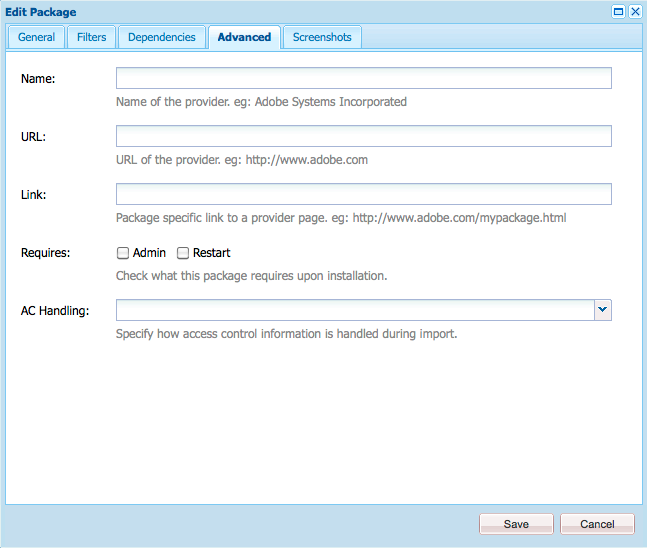 Edit Package
General Filters Dependencies Advanced Screenshots
Name:
Name of the provider. eg: Adobe Systems Incorporated
URL:
URL of the provider. eg: http://www.adobe.com
Link:
Package specific link to a provider page. eg: http://www.adobe.com/mypackage.html
Requires: Admin Restart
Check what this package requires upon installation.
AC Handling:
Specify how access control information is handled during import.
Save Cancel